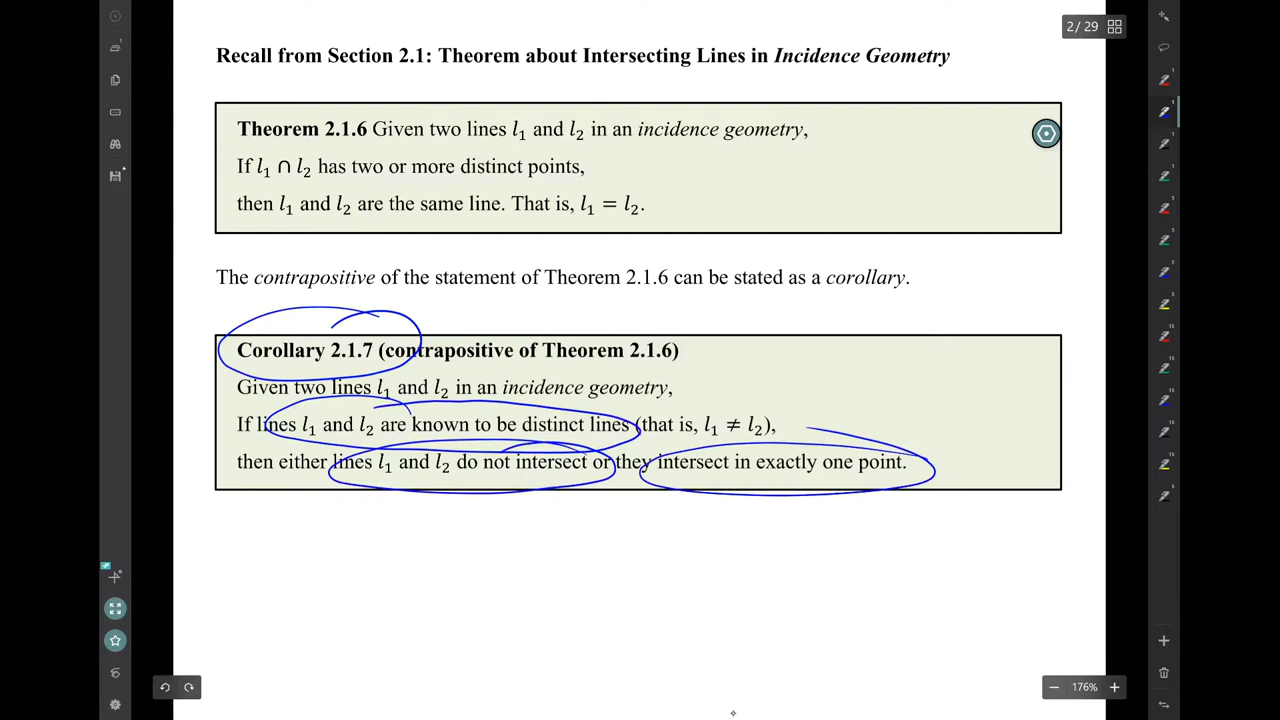 2 / 29
Recall from Section 2.1: Theorem about Intersecting Lines in Incidence Geometry
Theorem 2.1.6 Given two lines l₁ and l₂ in an incidence geometry,
If l₁ ∩ l₂ has two or more distinct points,
then l₁ and l₂ are the same line. That is, l₁ = l₂.
The contrapositive of the statement of Theorem 2.1.6 can be stated as a corollary.
Corollary 2.1.7 (contrapositive of Theorem 2.1.6)
Given two lines l₁ and l₂ in an incidence geometry,
If lines l₁ and l₂ are known to be distinct lines (that is, l₁ ≠ l₂),
then either lines l₁ and l₂ do not intersect or they intersect in exactly one point.
176%